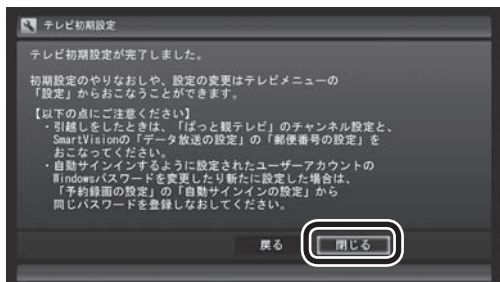 テレビ初期設定
テレビ初期設定が完了しました。
初期設定のやりなおしや、設定の変更はテレビメニューの
「設定」からおこなうことができます。
【以下の点にご注意ください】
・引越しをしたときは、「ぱっと観テレビ」のチャンネル設定と、
SmartVisionの「データ放送の設定」の「郵便番号の設定」を
おこなってください。
・自動サインインするように設定されたユーザーアカウントの
Windowsパスワードを変更したり新たに設定した場合は、
「予約録画の設定」の「自動サインインの設定」から
同じパスワードを登録しなおしてください。
戻る 閉じる